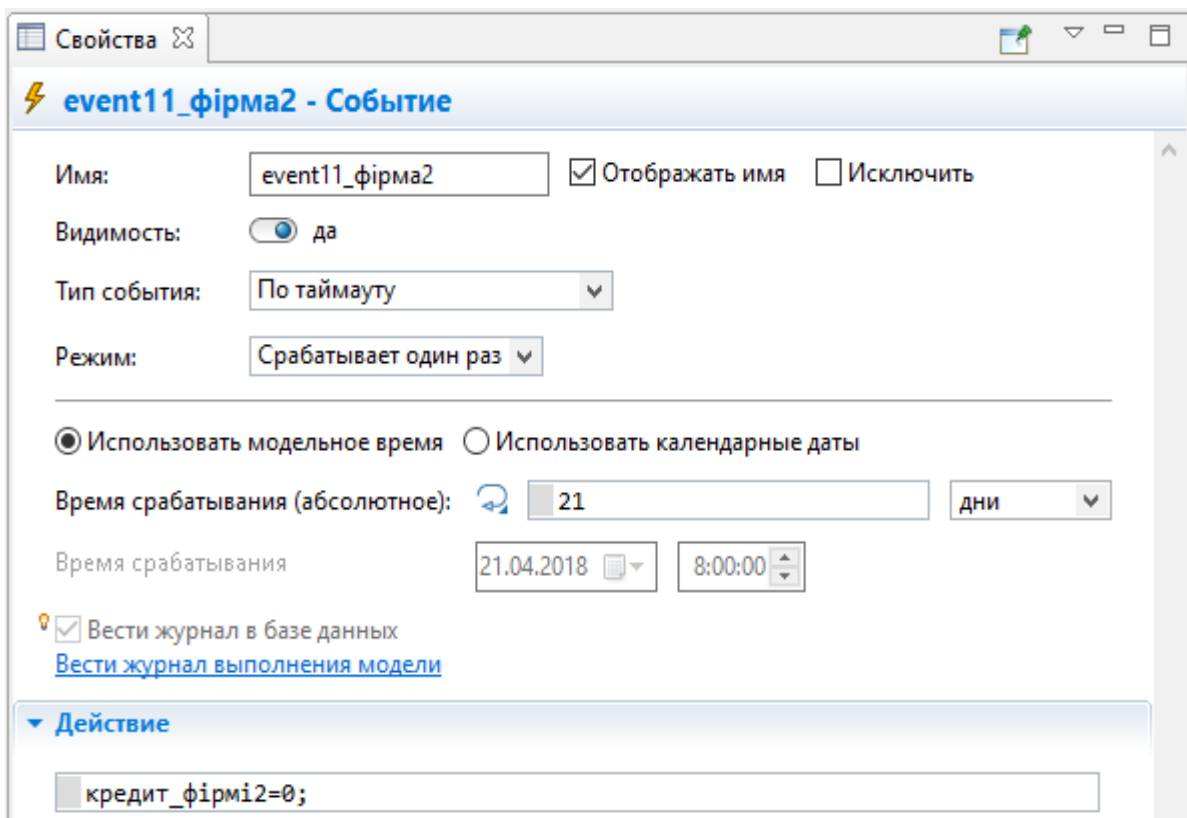 Свойства
event11_фірма2 - Событие
Имя: event11_фірма2 Отображать имя Исключить
Видимость: да
Тип события: По таймауту
Режим: Срабатывает один раз
Использовать модельное время Использовать календарные даты
Время срабатывания (абсолютное): 21 дни
Время срабатывания 21.04.2018 8:00:00
Вести журнал в базе данных
Вести журнал выполнения модели
Действие
кредит_фірмі2=0;